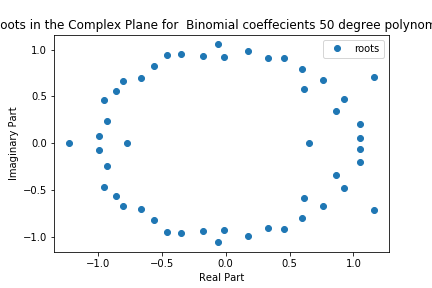 oots in the Complex Plane for Binomial coeffecients 50 degree polynom
roots
Imaginary Part
1.0
0.5
0.0
−0.5
−1.0
−1.0 −0.5 0.0 0.5 1.0
Real Part